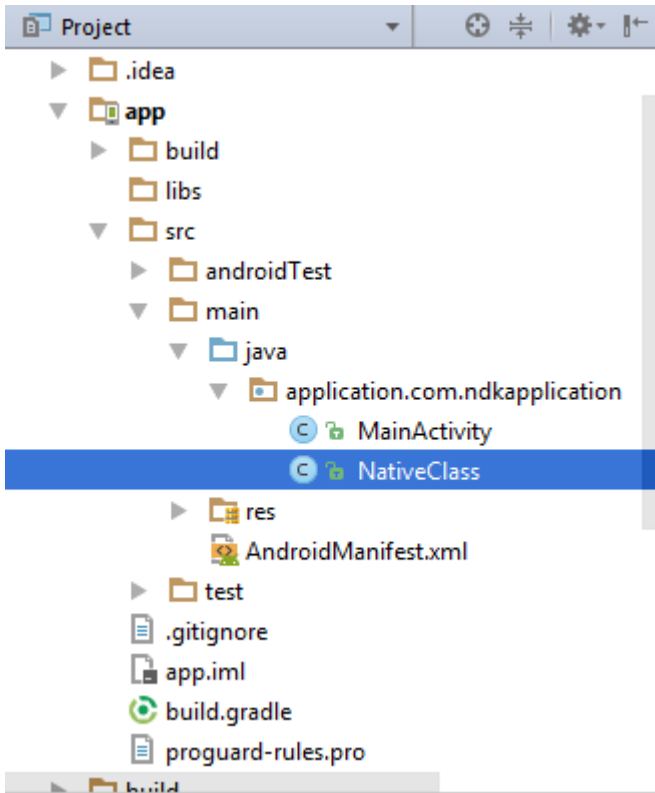 Project
.idea
app
build
libs
src
androidTest
main
java
application.com.ndkapplication
MainActivity
NativeClass
res
AndroidManifest.xml
test
.gitignore
app.iml
build.gradle
proguard-rules.pro
build